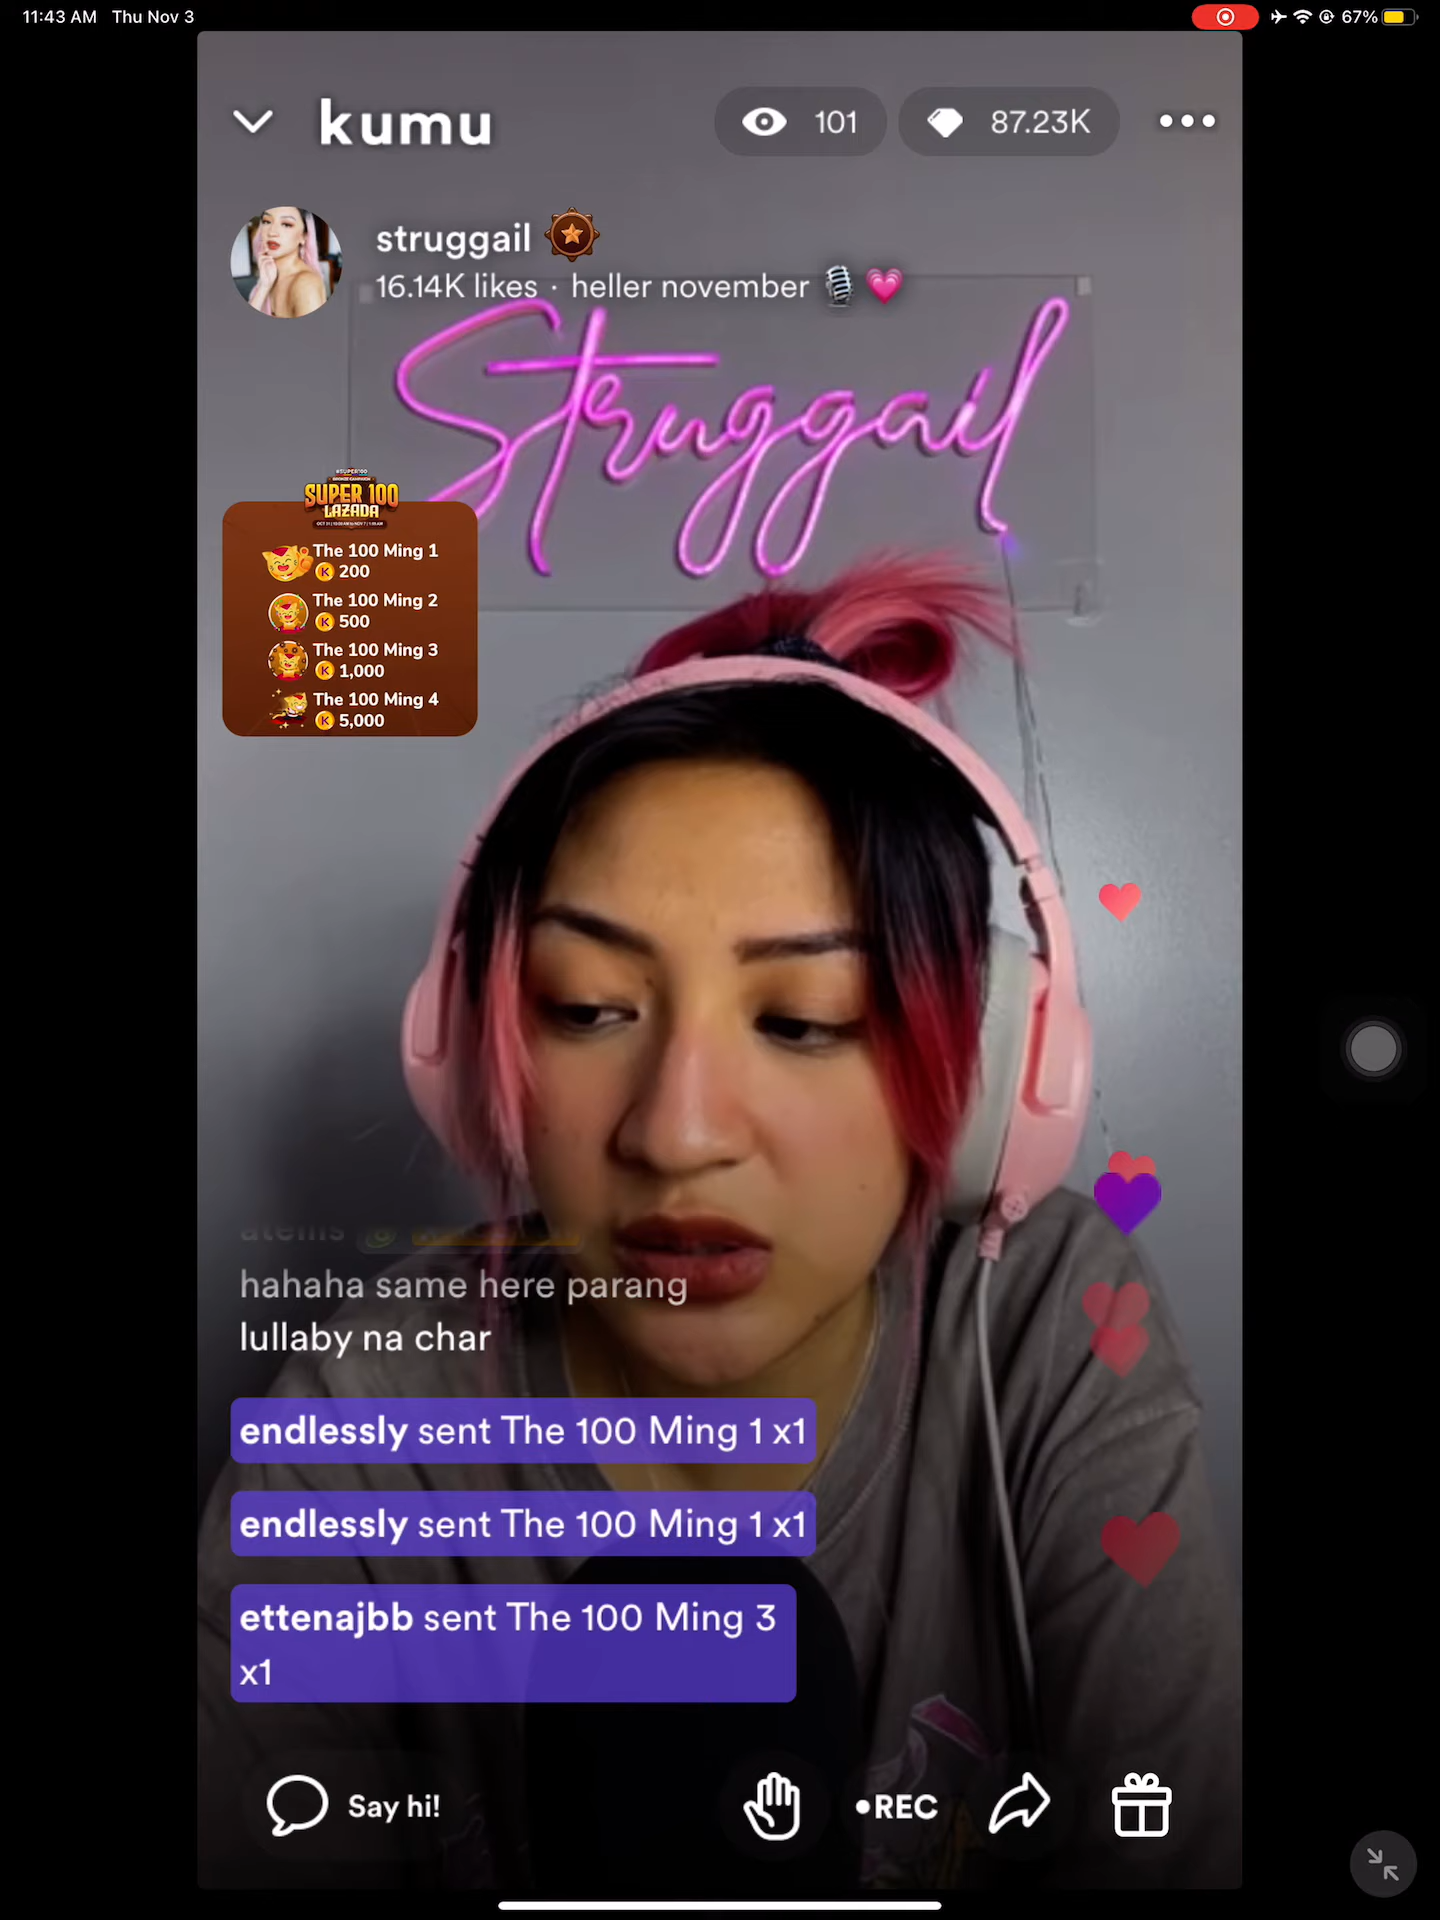 11:43 AM Thu Nov 3
67%
kumu
101
87.23K
struggail
16.14K likes · heller november
Struggail
#SUPER100
BRONZE CAMPAIGN
SUPER 100
LAZADA
The 100 Ming 1
K 200
The 100 Ming 2
K 500
The 100 Ming 3
K 1,000
The 100 Ming 4
K 5,000
hahaha same here parang
lullaby na char
endlessly sent The 100 Ming 1 x1
endlessly sent The 100 Ming 1 x1
ettenajbb sent The 100 Ming 3
x1
Say hi!
•REC